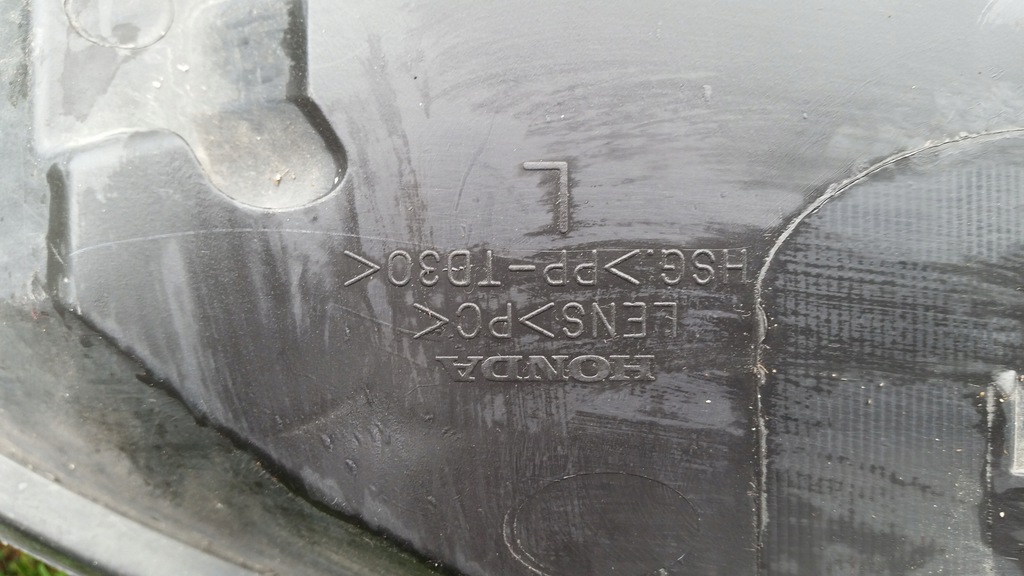 HONDA
LENS>PC<
HSG.>PP-TD30<
L